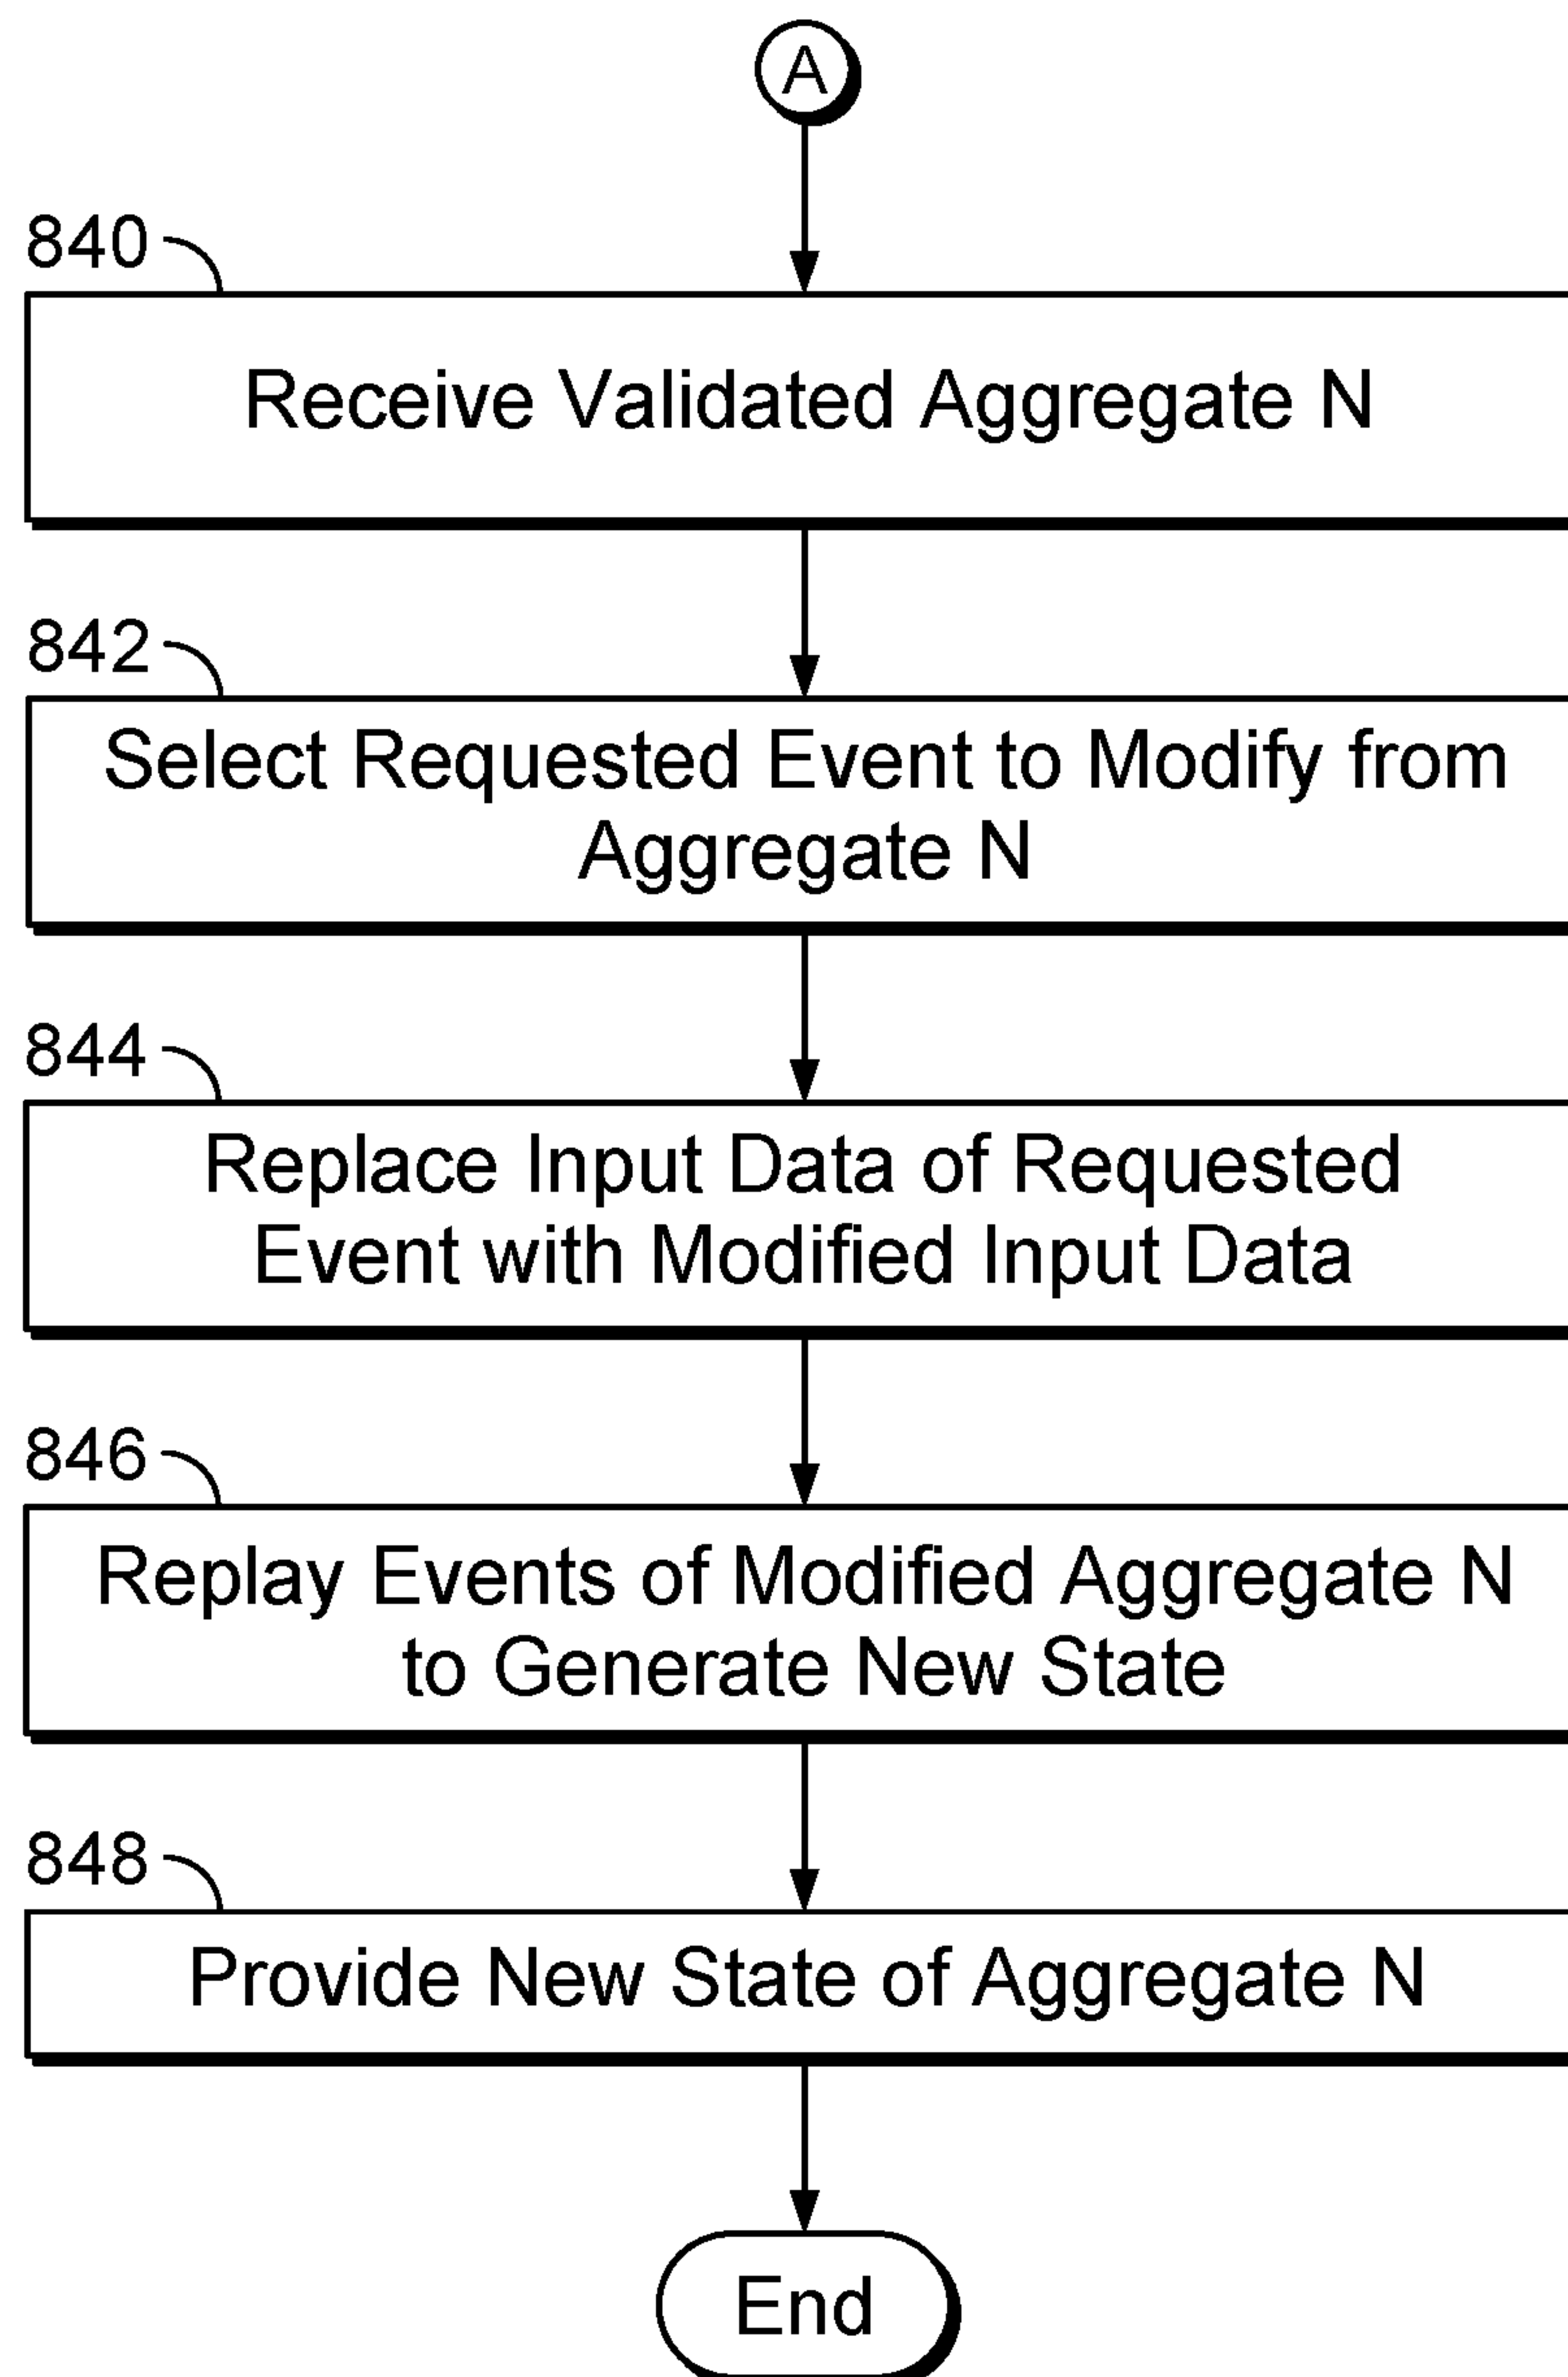 A
840
Receive Validated Aggregate N
842
Select Requested Event to Modify from
Aggregate N
844
Replace Input Data of Requested
Event with Modified Input Data
846
Replay Events of Modified Aggregate N
to Generate New State
848
Provide New State of Aggregate N
End